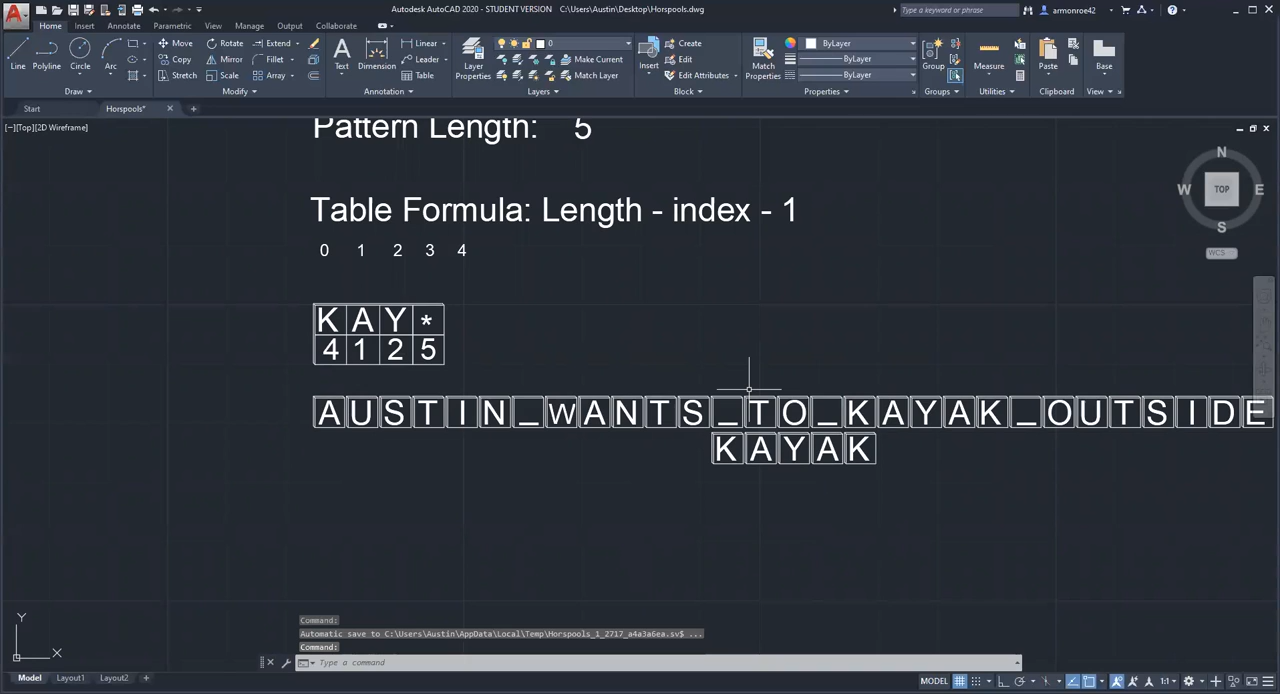 Autodesk AutoCAD 2020 - STUDENT VERSION C:\Users\Austin\Desktop\Horspools.dwg
Type a keyword or phrase
armonroe42
Home Insert Annotate Parametric View Manage Output Collaborate
Line Polyline Circle Arc
Move Rotate Extend
Copy Mirror Fillet
Stretch Scale Array
Text Dimension
Linear
Leader
Table
Layer Properties
0
Make Current
Match Layer
Insert
Create
Edit
Edit Attributes
Match Properties
ByLayer
ByLayer
ByLayer
Group Measure Paste Base
Draw Modify Annotation Layers Block Properties Groups Utilities Clipboard View
Start Horspools*
[−][Top][2D Wireframe]
Pattern Length: 5
N
W TOP E
S
WCS
Table Formula: Length - index - 1
0 1 2 3 4
K A Y *
4 1 2 5
A U S T I N _ W A N T S _ T O _ K A Y A K _ O U T S I D E
K A Y A K
Y
X
Command:
Automatic save to C:\Users\Austin\AppData\Local\Temp\Horspools_1_2717_a4a3a6ea.sv$ ...
Command:
Type a command
Model Layout1 Layout2 +
MODEL 1:1